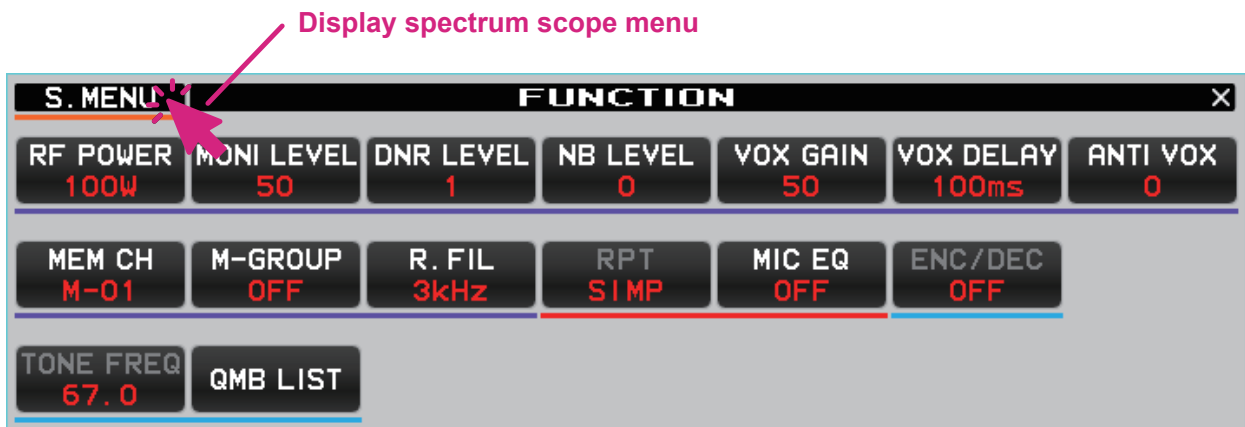 Display spectrum scope menu
S.MENU FUNCTION X
RF POWER MONI LEVEL DNR LEVEL NB LEVEL VOX GAIN VOX DELAY ANTI VOX
100W 50 1 0 50 100ms 0
MEM CH M-GROUP R.FIL RPT MIC EQ ENC/DEC
M-01 OFF 3kHz SIMP OFF OFF
TONE FREQ QMB LIST
67.0